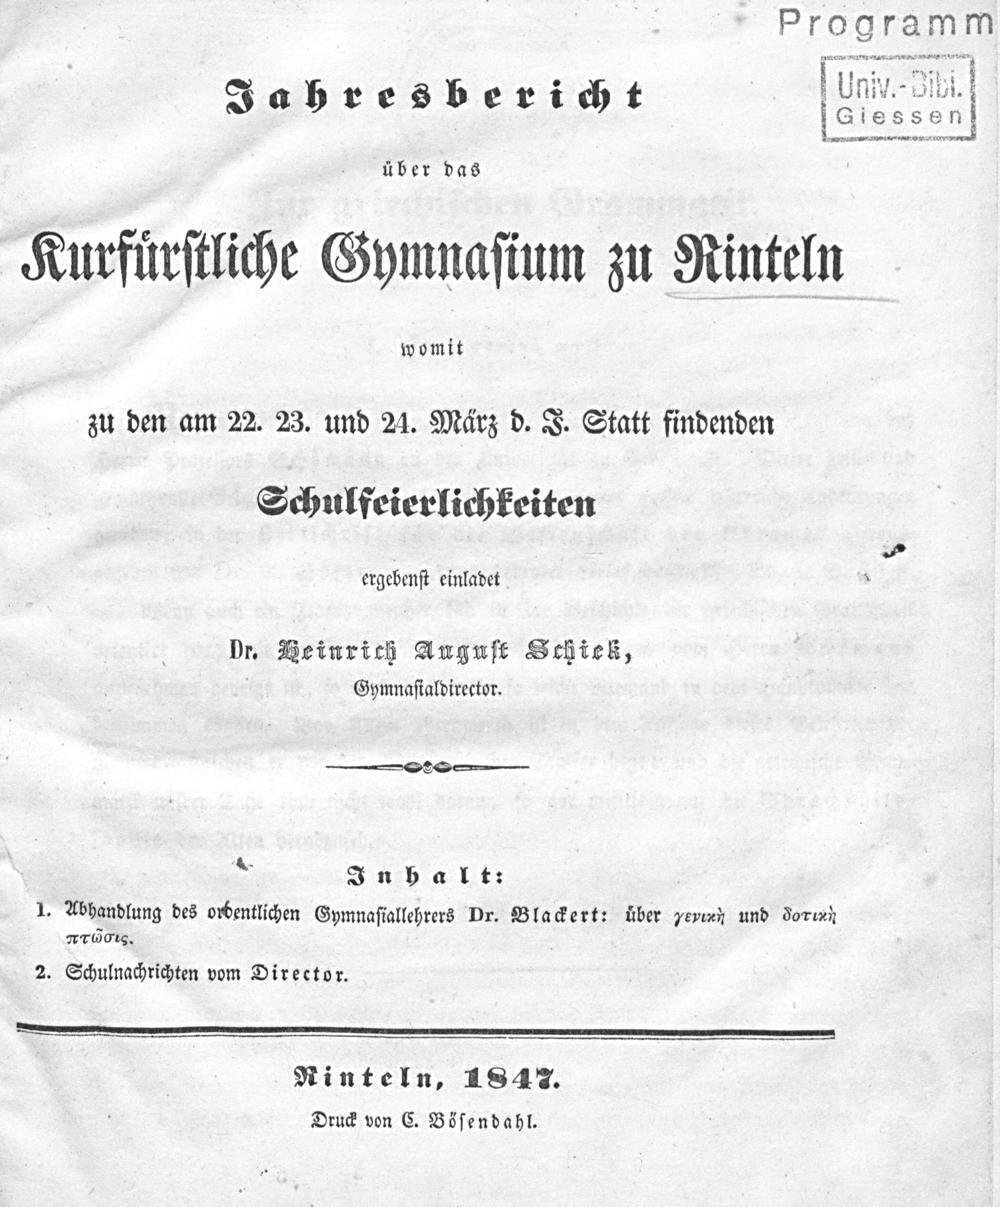 Programm
Univ.-Bibl.
Giessen
Jahresbericht
über das
Kurfürstliche Gymnasium zu Rinteln
womit
zu den am 22. 23. und 24. März d. J. Statt findenden
Schulfeierlichkeiten
ergebenst einladet
Dr. Heinrich August Schiek,
Gymnasialdirector.
Inhalt:
1. Abhandlung des ordentlichen Gymnasiallehrers Dr. Blackert: über γενικὴ und δοτικὴ
πτῶσις.
2. Schulnachrichten vom Director.
Rinteln, 1847.
Druck von C. Bösendahl.